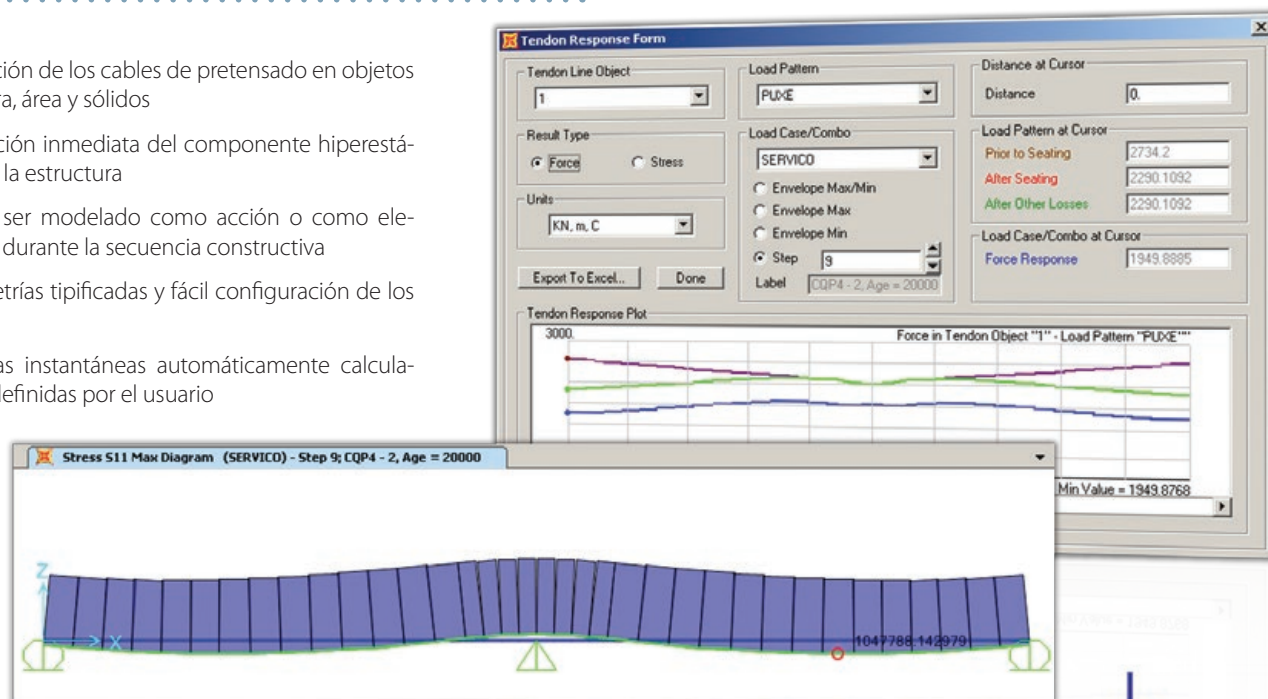 ción de los cables de pretensado en objetos
ra, área y sólidos
ción inmediata del componente hiperestá-
la estructura
ser modelado como acción o como ele-
durante la secuencia constructiva
etrías tipificadas y fácil configuración de los
as instantáneas automáticamente calcula-
definidas por el usuario
Tendon Response Form
Tendon Line Object
1
Load Pattern
PUXE
Distance at Cursor
Distance 0.
Result Type
Force Stress
Load Case/Combo
SERVICO
Envelope Max/Min
Envelope Max
Envelope Min
Step 9
Label CQP4 - 2, Age = 20000
Load Pattern at Cursor
Prior to Seating 2734.2
After Seating 2290.1092
After Other Losses 2290.1092
Units
KN, m, C
Load Case/Combo at Cursor
Force Response 1949.8885
Export To Excel... Done
Tendon Response Plot
3000. Force in Tendon Object "1" - Load Pattern "PUXE""
Min Value = 1949.8768
Stress S11 Max Diagram (SERVICO) - Step 9; CQP4 - 2, Age = 20000
Z
X
1047788.142979